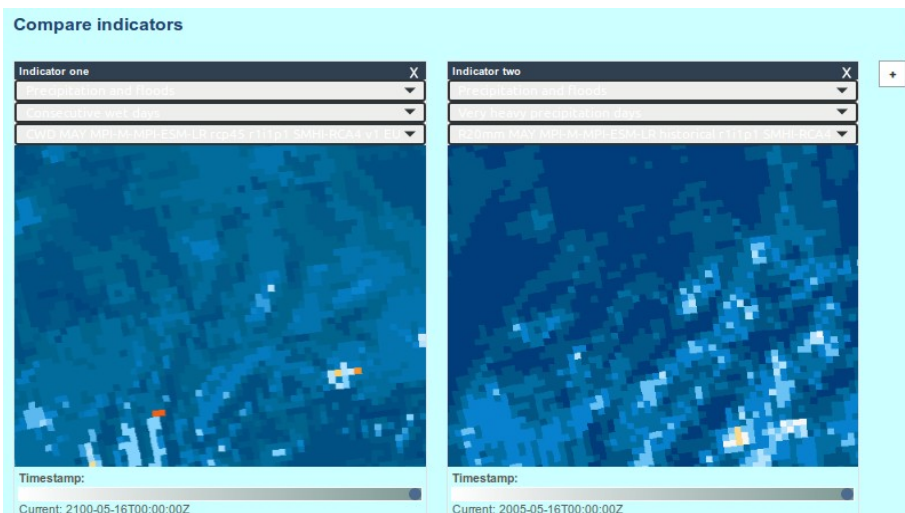 Compare indicators
Indicator one X
Precipitation and floods
Consecutive wet days
CWD MAY MPI-M-MPI-ESM-LR rcp45 r1i1p1 SMHI-RCA4 v1 EU
Timestamp:
Current: 2100-05-16T00:00:00Z
Indicator two X
Precipitation and floods
Very heavy precipitation days
R20mm MAY MPI-M-MPI-ESM-LR historical r1i1p1 SMHI-RCA4
Timestamp:
Current: 2005-05-16T00:00:00Z
+